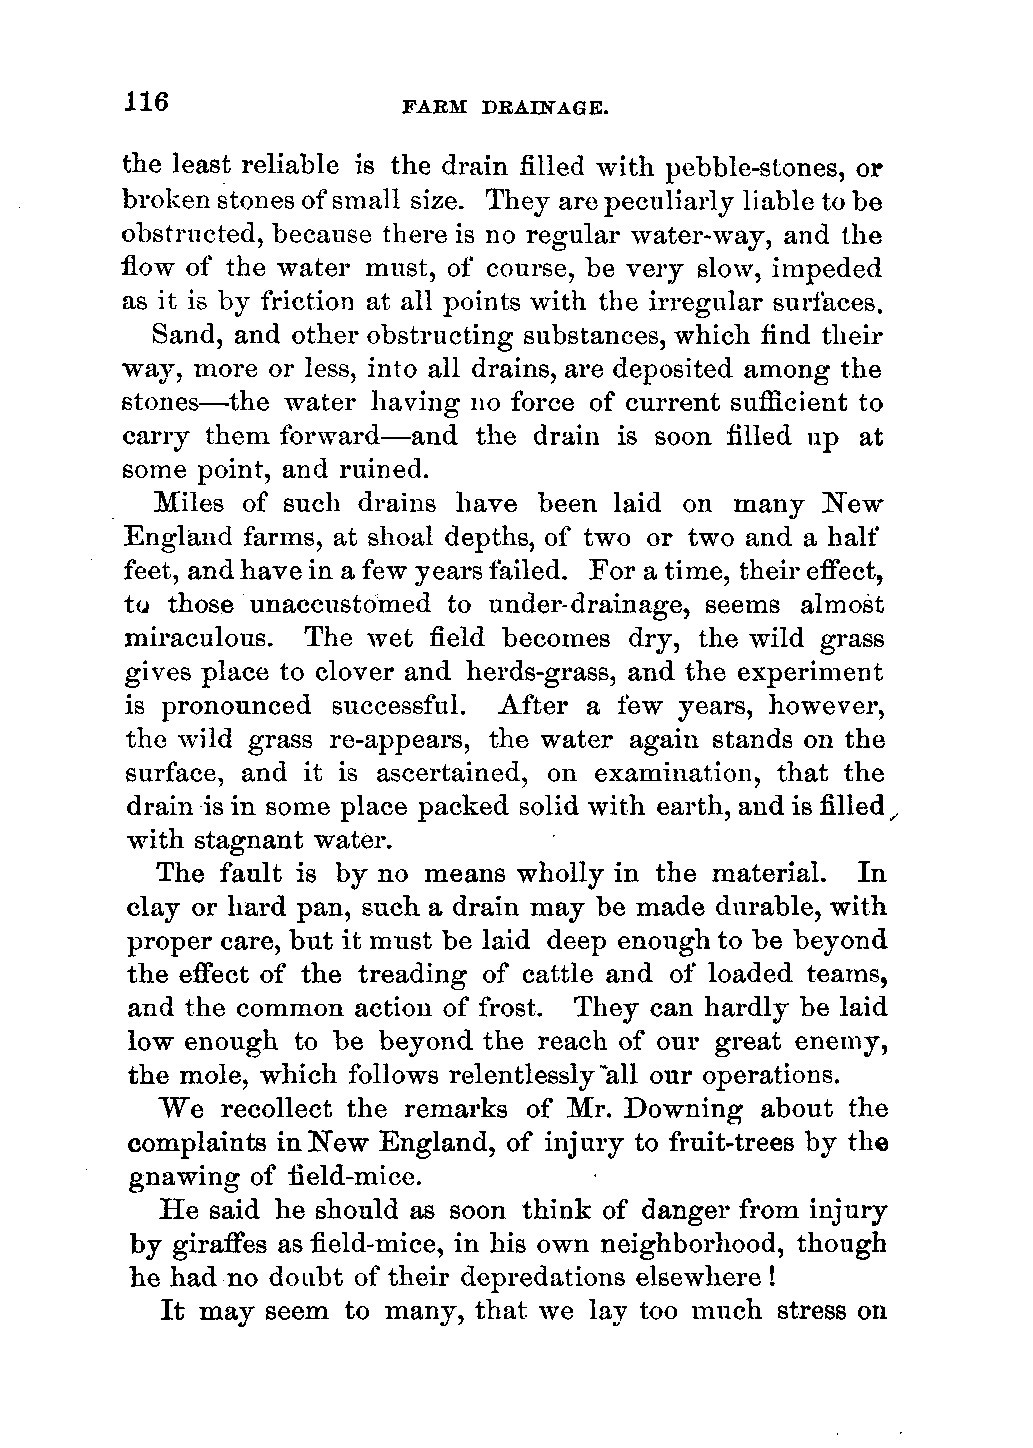 116
FARM DRAINAGE.
the least reliable is the drain filled with pebble-stones, or
broken stones of small size. They are peculiarly liable to be
obstructed, because there is no regular water-way, and the
flow of the water must, of course, be very slow, impeded
as it is by friction at all points with the irregular surfaces.
Sand, and other obstructing substances, which find their
way, more or less, into all drains, are deposited among the
stones—the water having no force of current sufficient to
carry them forward—and the drain is soon filled up at
some point, and ruined.
Miles of such drains have been laid on many New
England farms, at shoal depths, of two or two and a half
feet, and have in a few years failed. For a time, their effect,
to those unaccustomed to under-drainage, seems almost
miraculous. The wet field becomes dry, the wild grass
gives place to clover and herds-grass, and the experiment
is pronounced successful. After a few years, however,
the wild grass re-appears, the water again stands on the
surface, and it is ascertained, on examination, that the
drain is in some place packed solid with earth, and is filled
with stagnant water.
The fault is by no means wholly in the material. In
clay or hard pan, such a drain may be made durable, with
proper care, but it must be laid deep enough to be beyond
the effect of the treading of cattle and of loaded teams,
and the common action of frost. They can hardly be laid
low enough to be beyond the reach of our great enemy,
the mole, which follows relentlessly all our operations.
We recollect the remarks of Mr. Downing about the
complaints in New England, of injury to fruit-trees by the
gnawing of field-mice.
He said he should as soon think of danger from injury
by giraffes as field-mice, in his own neighborhood, though
he had no doubt of their depredations elsewhere!
It may seem to many, that we lay too much stress on